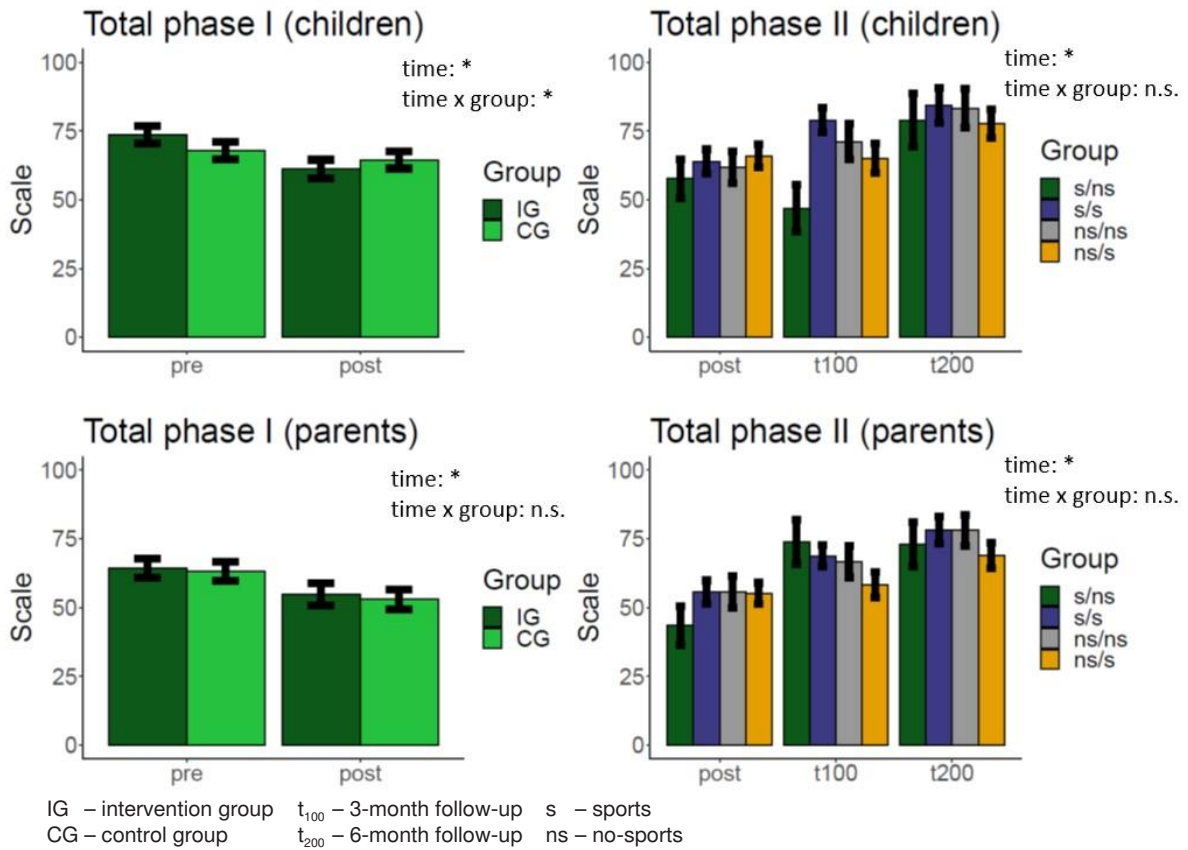 Total phase I (children)
100
75
50
25
0
Scale
pre
post
time: *
time x group: *
Group
IG
CG
Total phase II (children)
100
75
50
25
0
Scale
post
t100
t200
time: *
time x group: n.s.
Group
s/ns
s/s
ns/ns
ns/s
Total phase I (parents)
100
75
50
25
0
Scale
pre
post
time: *
time x group: n.s.
Group
IG
CG
Total phase II (parents)
100
75
50
25
0
Scale
post
t100
t200
time: *
time x group: n.s.
Group
s/ns
s/s
ns/ns
ns/s
IG – intervention group t100 – 3-month follow-up s – sports
CG – control group t200 – 6-month follow-up ns – no-sports